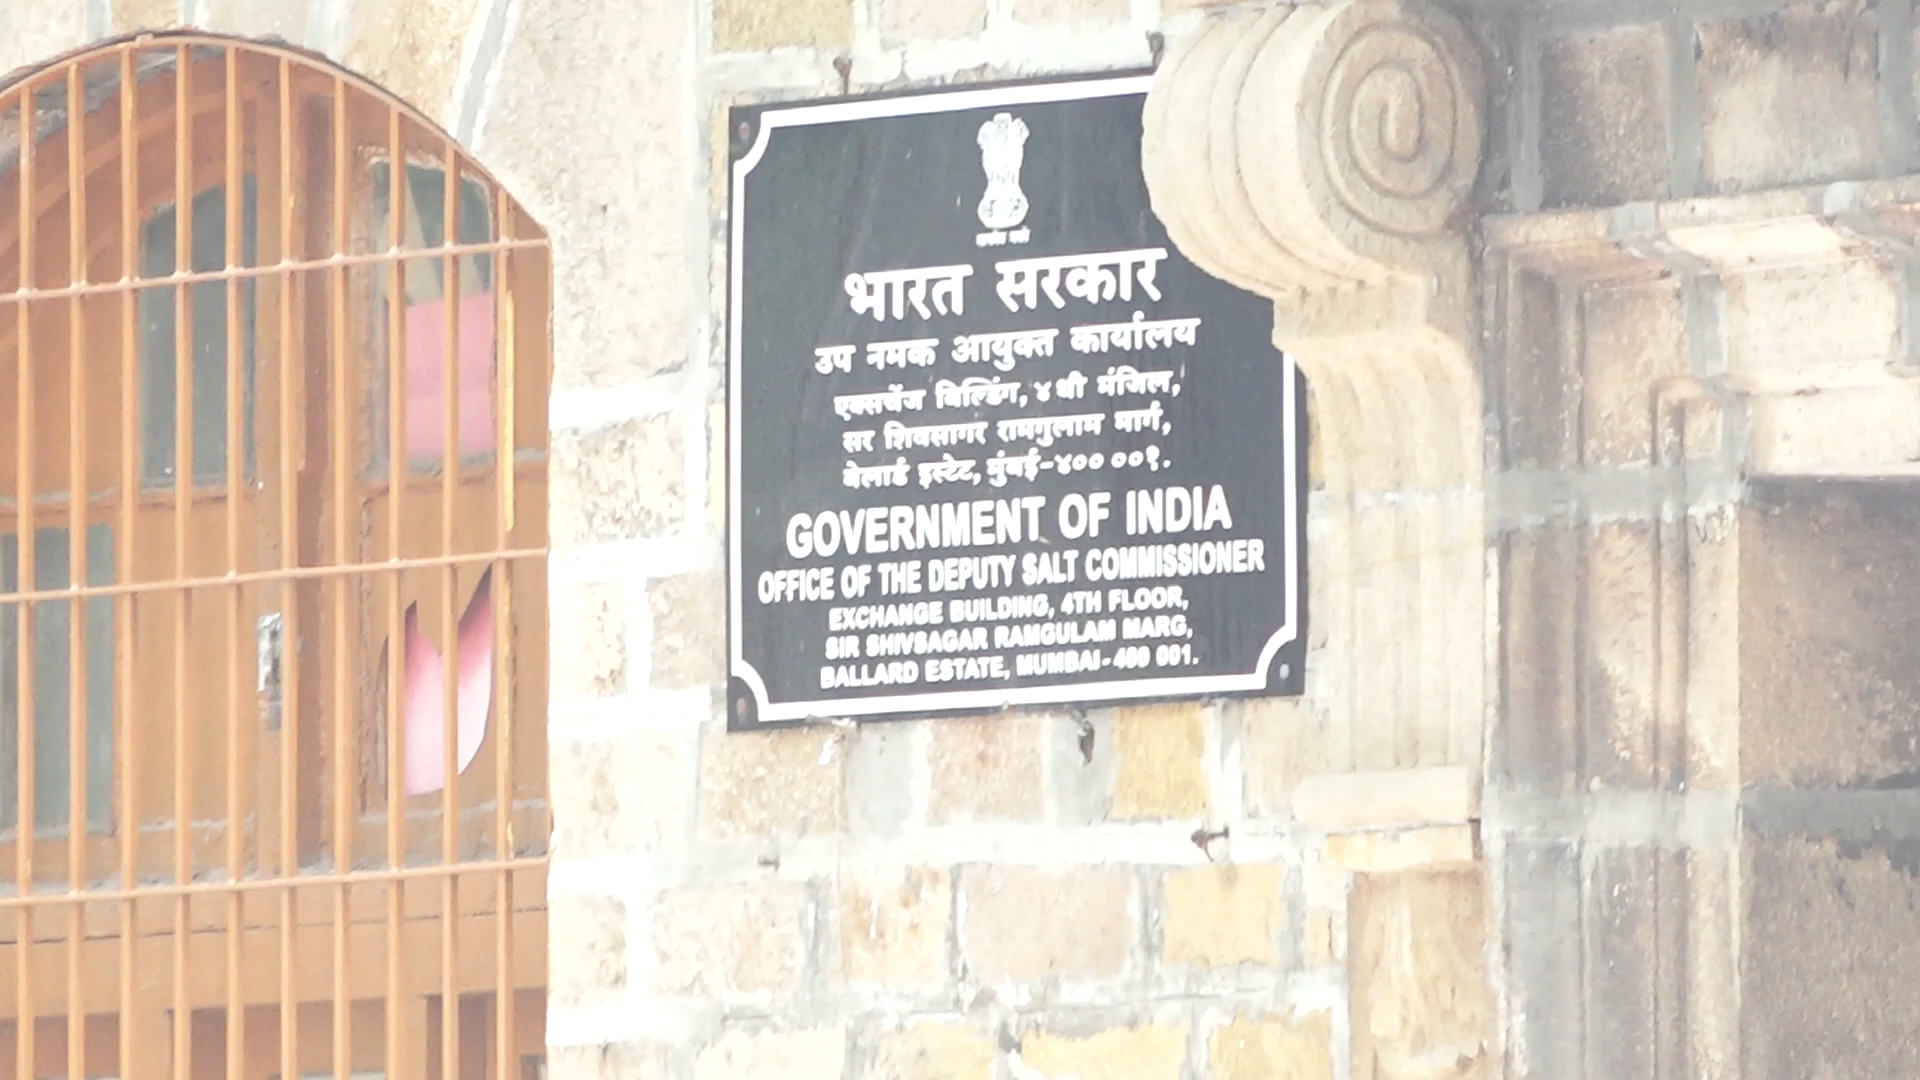 भारत सरकार
उप नमक आयुक्त कार्यालय
एक्सचेंज बिल्डिंग, ४ थी मंजिल,
सर शिवसागर रामगुलाम मार्ग,
बेलार्ड इस्टेट, मुंबई-४०० ००१.
GOVERNMENT OF INDIA
OFFICE OF THE DEPUTY SALT COMMISSIONER
EXCHANGE BUILDING, 4TH FLOOR,
SIR SHIVSAGAR RAMGULAM MARG,
BALLARD ESTATE, MUMBAI-400 001.